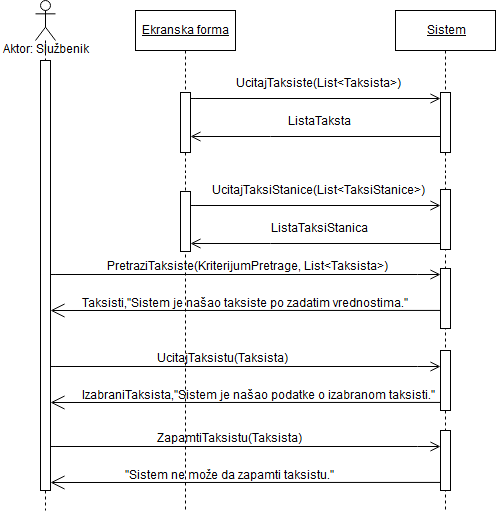 Ekranska forma
Sistem
Aktor: Službenik
UcitajTaksiste(List<Taksista>)
ListaTaksta
UcitajTaksiStanice(List<TaksiStanice>)
ListaTaksiStanica
PretraziTaksiste(KriterijumPretrage, List<Taksista>)
Taksisti,"Sistem je našao taksiste po zadatim vrednostima."
UcitajTaksistu(Taksista)
IzabraniTaksista,"Sistem je našao podatke o izabranom taksisti."
ZapamtiTaksistu(Taksista)
"Sistem ne može da zapamti taksistu."